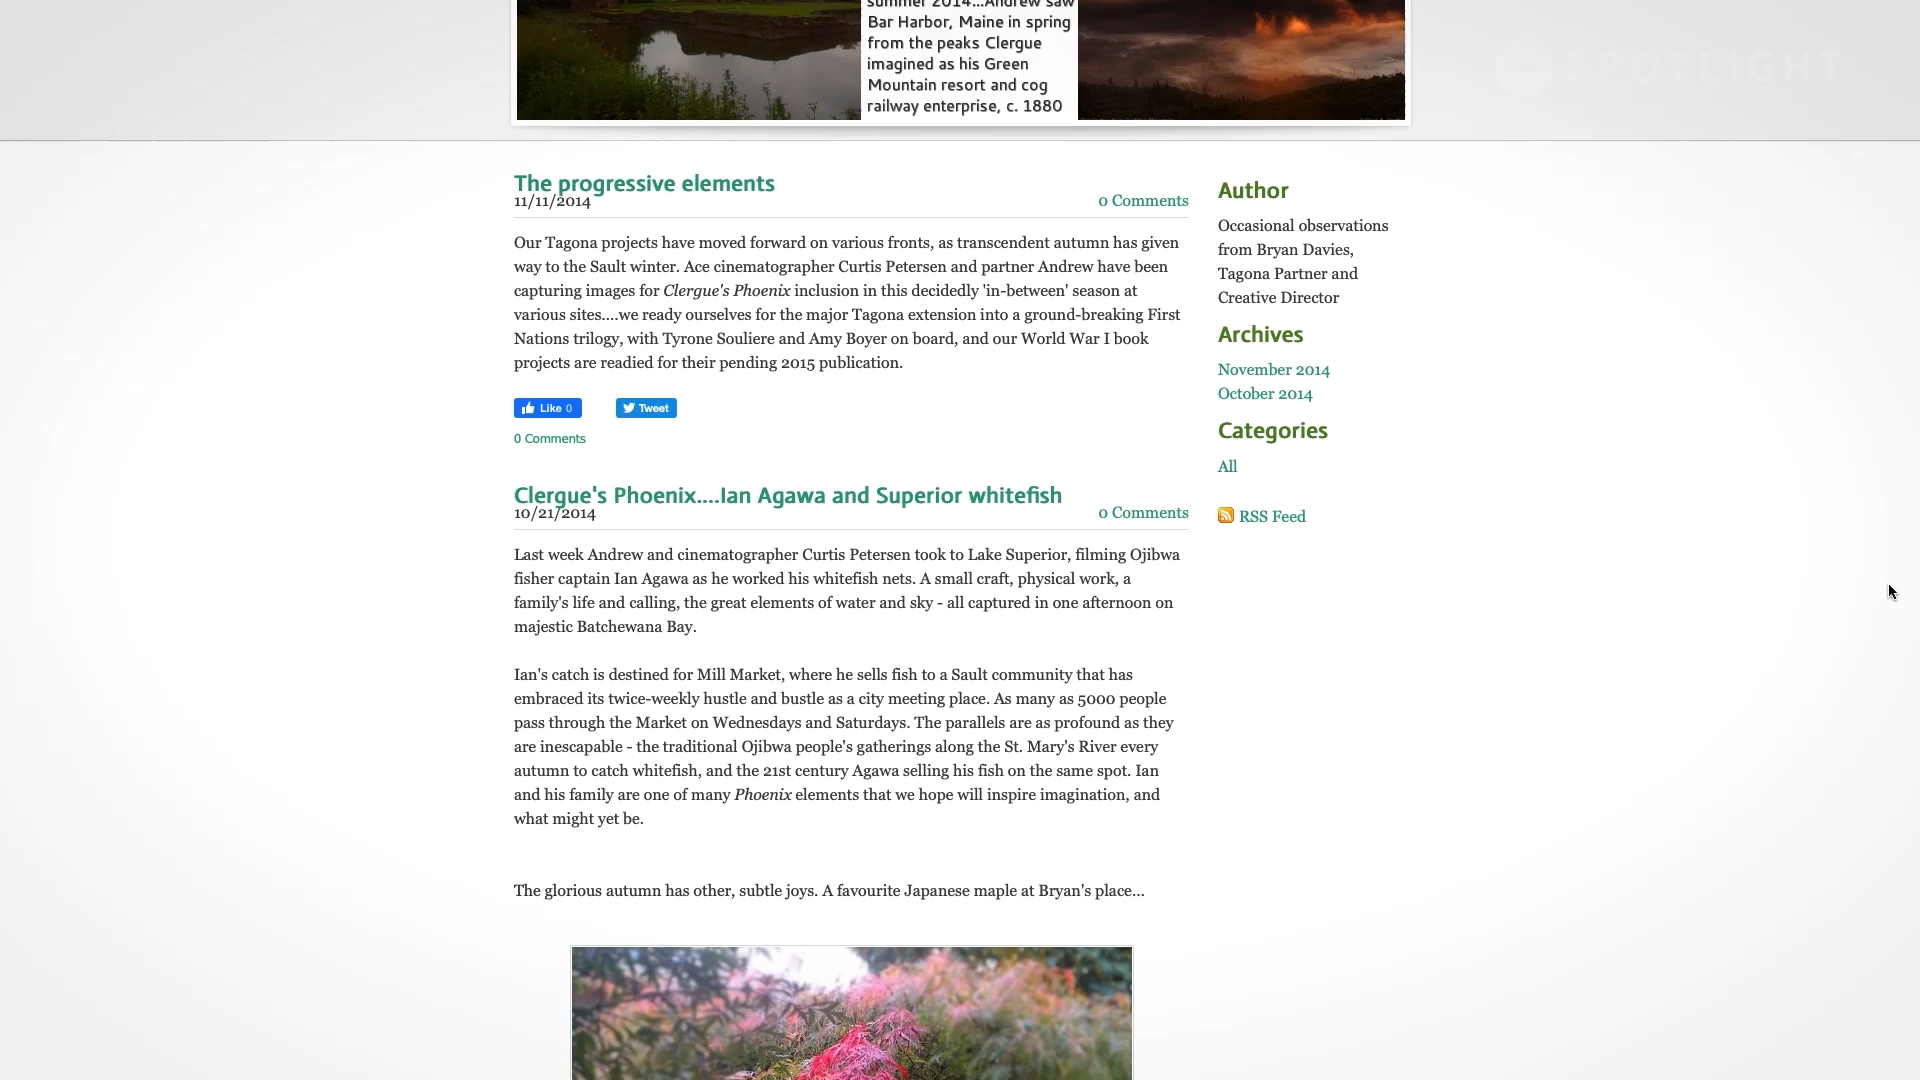 summer 2014...Andrew saw
Bar Harbor, Maine in spring
from the peaks Clergue
imagined as his Green
Mountain resort and cog
railway enterprise, c. 1880
SPOTLIGHT
The progressive elements
11/11/2014
0 Comments
Our Tagona projects have moved forward on various fronts, as transcendent autumn has given
way to the Sault winter. Ace cinematographer Curtis Petersen and partner Andrew have been
capturing images for Clergue's Phoenix inclusion in this decidedly 'in-between' season at
various sites....we ready ourselves for the major Tagona extension into a ground-breaking First
Nations trilogy, with Tyrone Souliere and Amy Boyer on board, and our World War I book
projects are readied for their pending 2015 publication.
Like 0
Tweet
0 Comments
Clergue's Phoenix....Ian Agawa and Superior whitefish
10/21/2014
0 Comments
Last week Andrew and cinematographer Curtis Petersen took to Lake Superior, filming Ojibwa
fisher captain Ian Agawa as he worked his whitefish nets. A small craft, physical work, a
family's life and calling, the great elements of water and sky - all captured in one afternoon on
majestic Batchewana Bay.
Ian's catch is destined for Mill Market, where he sells fish to a Sault community that has
embraced its twice-weekly hustle and bustle as a city meeting place. As many as 5000 people
pass through the Market on Wednesdays and Saturdays. The parallels are as profound as they
are inescapable - the traditional Ojibwa people's gatherings along the St. Mary's River every
autumn to catch whitefish, and the 21st century Agawa selling his fish on the same spot. Ian
and his family are one of many Phoenix elements that we hope will inspire imagination, and
what might yet be.
The glorious autumn has other, subtle joys. A favourite Japanese maple at Bryan's place...
Author
Occasional observations
from Bryan Davies,
Tagona Partner and
Creative Director
Archives
November 2014
October 2014
Categories
All
RSS Feed